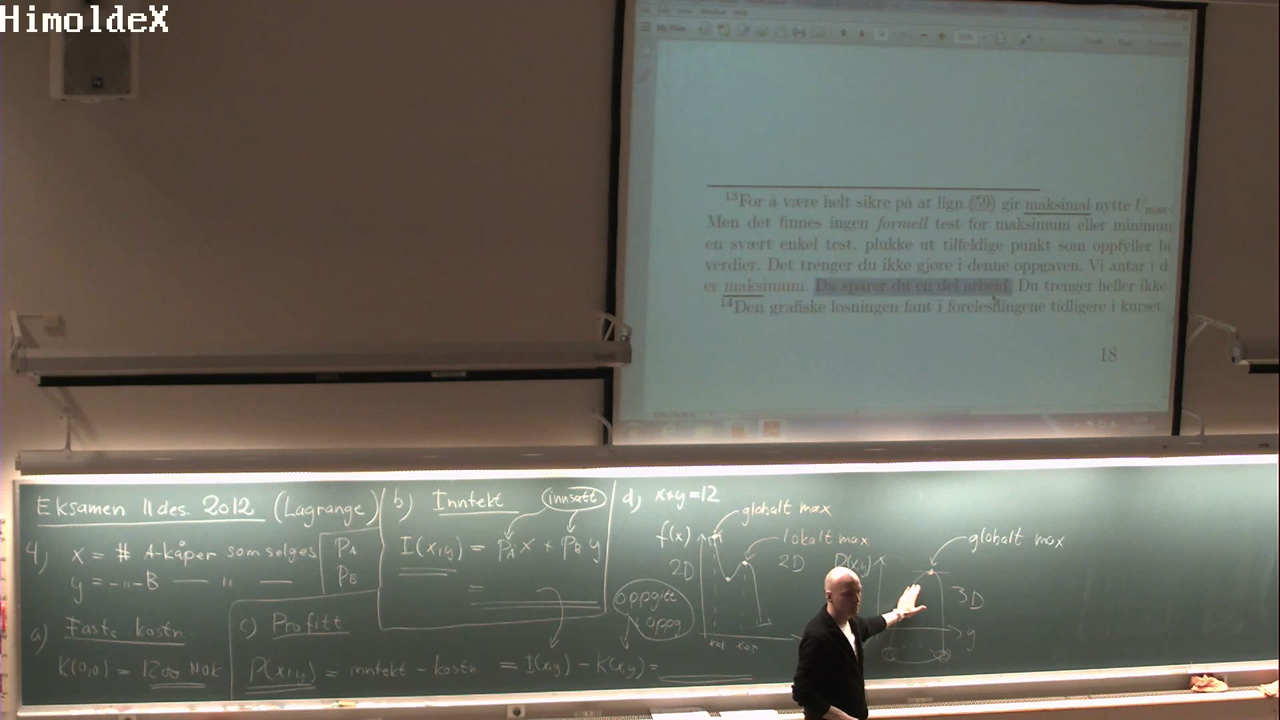 HimoldeX
My Files
¹³For å være helt sikre på at lign.(59) gir maksimal nytte Umax.
Men det finnes ingen formell test for maksimum eller minimum
en svært enkel test, plukke ut tilfeldige punkt som oppfyller
verdier. Det trenger du ikke gjøre i denne oppgaven. Vi antar i d
er maksimum. Da sparer du en del arbeid. Du trenger heller ikke
¹⁴Den grafiske løsningen fant i forelesningene tidligere i kurset.
18
Eksamen 11 des. 2012 (Lagrange)
4) x = # A-kåper som selges
y = -"-B — " —
PA
PB
a) Faste kostn.
K(0,0) = 1200 NOK
b) Inntekt
innsatt
I(x,y) = PA x + PB y
=
c) Profitt
P(x,y) = inntekt - kostn = I(x,y) - K(x,y) =
oppgitt
i oppg.
d) x+y=12
globalt max
f(x)
lokalt max
2D
2D
P(x,y)
globalt max
3D
y